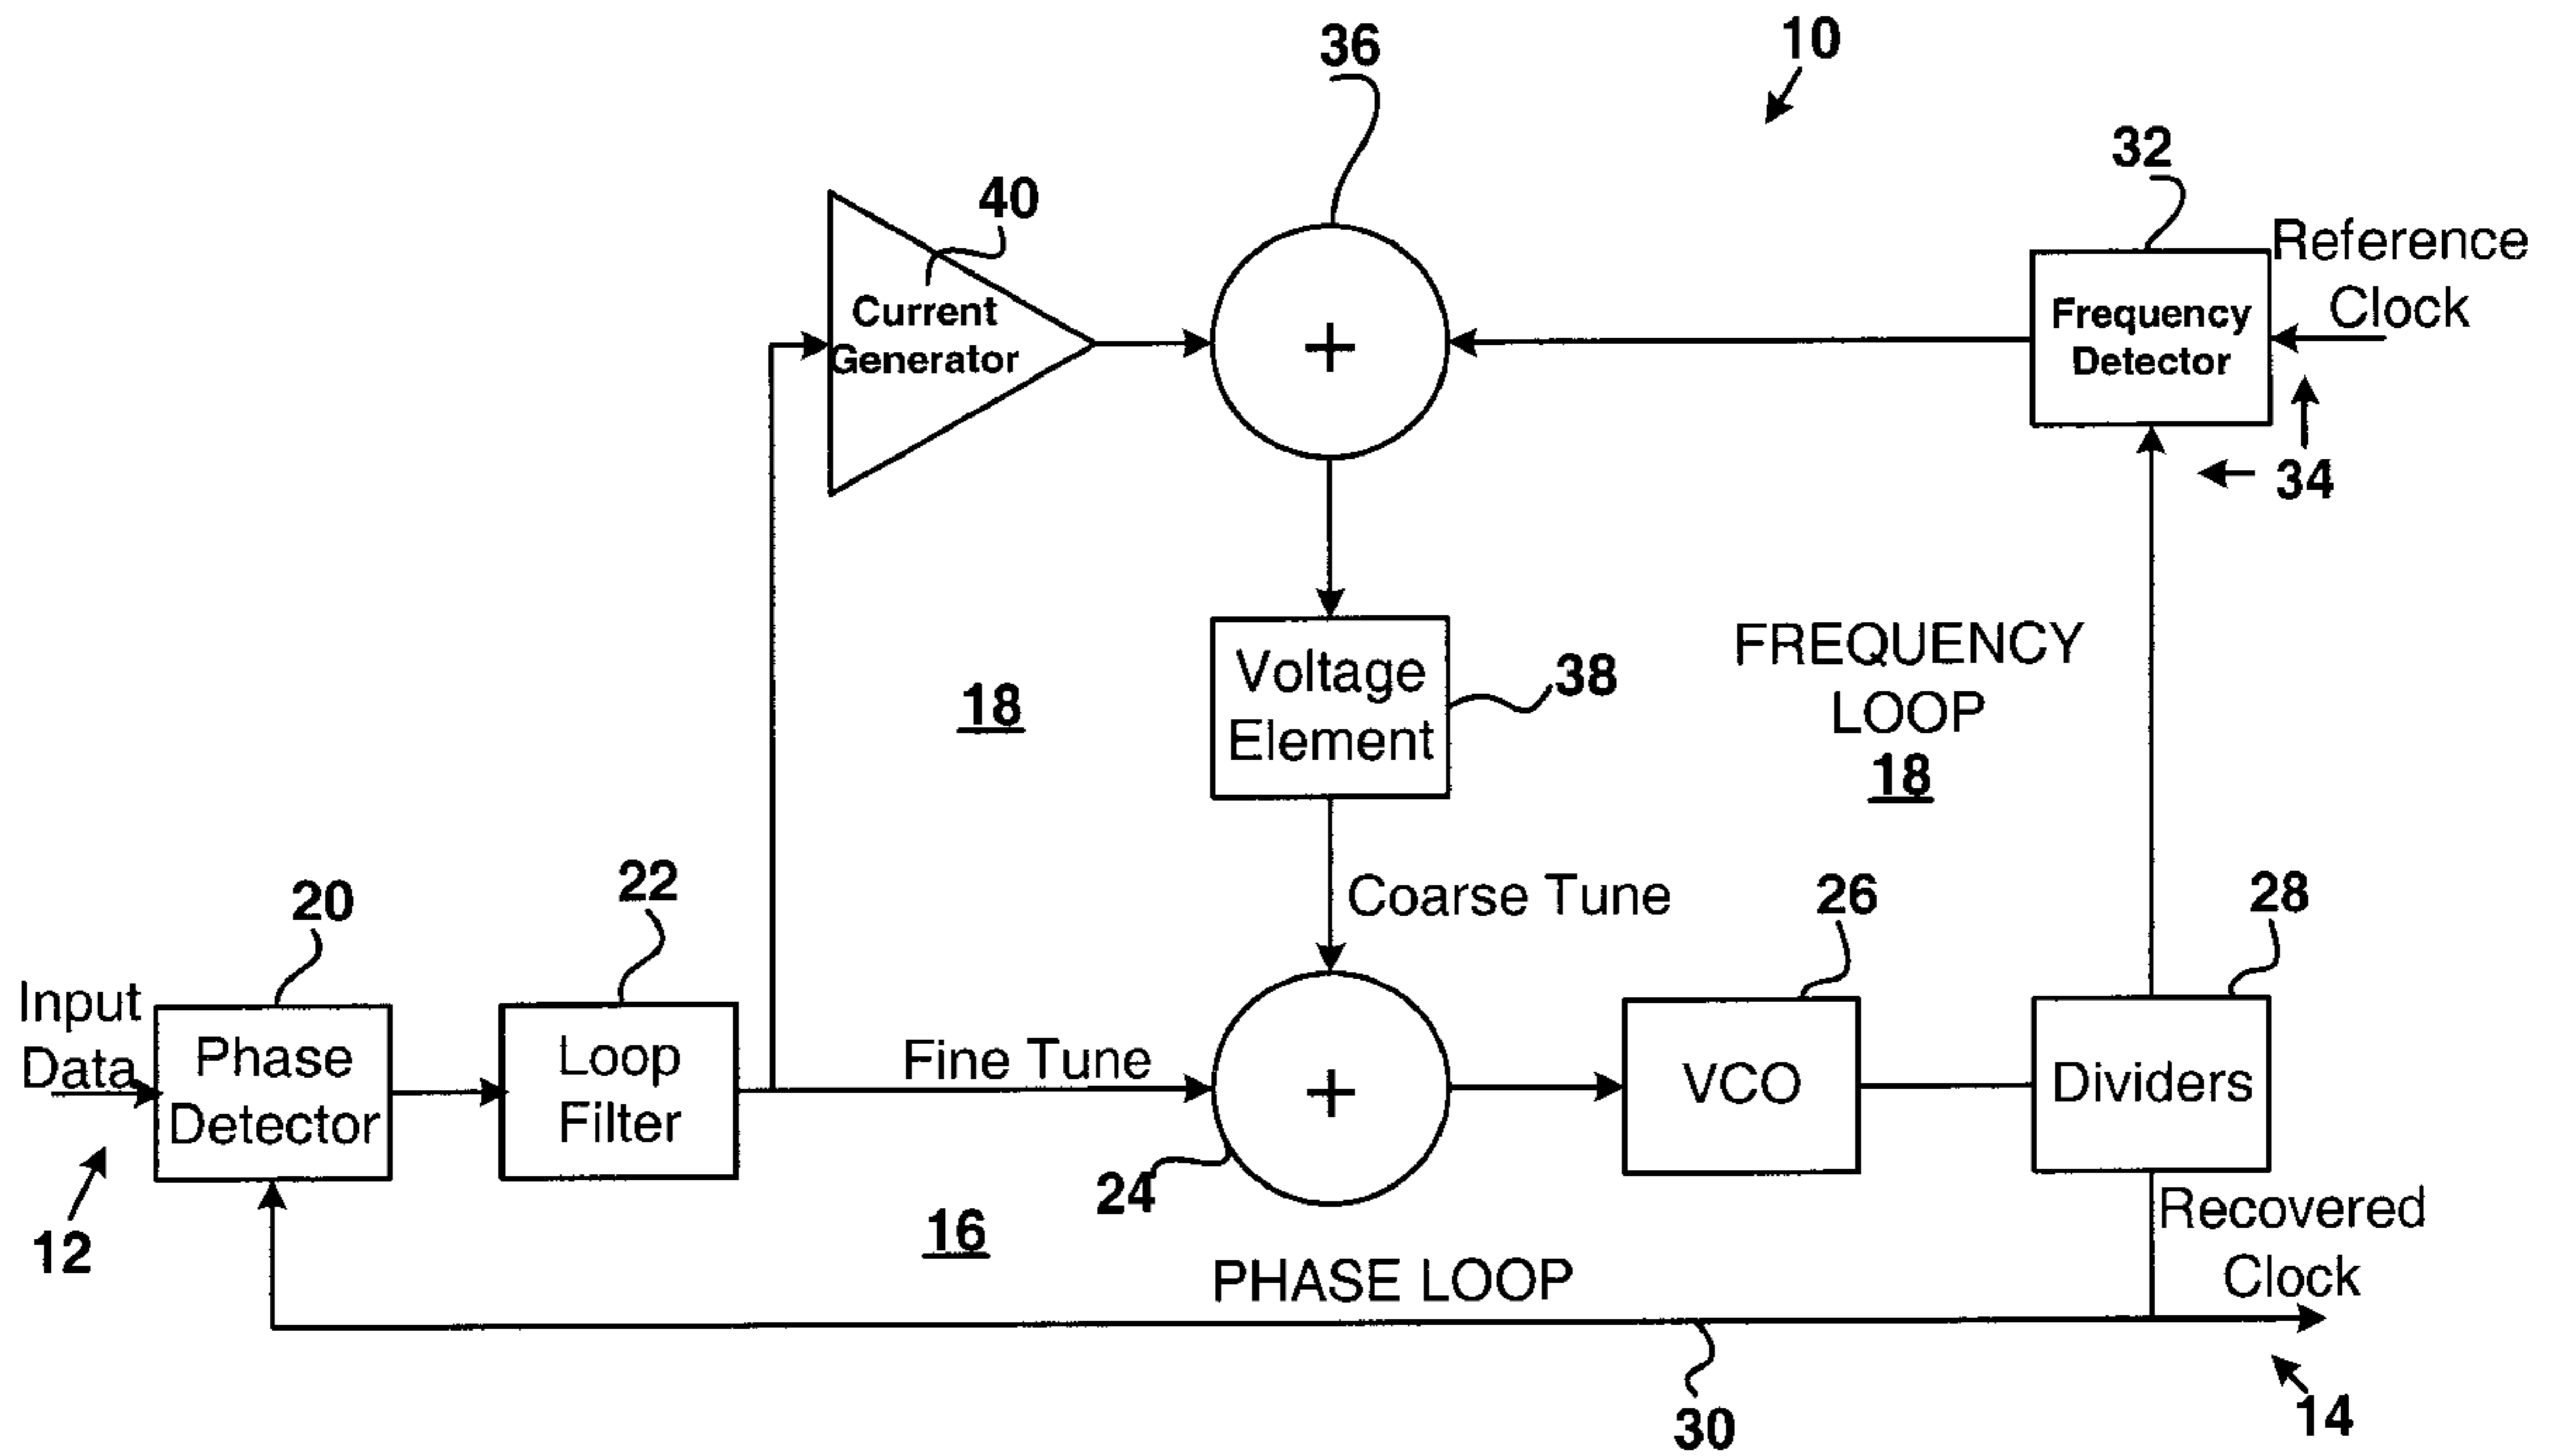 36
10
32
40
Reference
Clock
Current
Generator
+
Frequency
Detector
34
Voltage
Element
38
18
FREQUENCY
LOOP
18
Coarse Tune
20
22
26
28
Input
Data
Phase
Detector
Loop
Filter
Fine Tune
+
VCO
Dividers
24
12
16
PHASE LOOP
Recovered
Clock
30
14